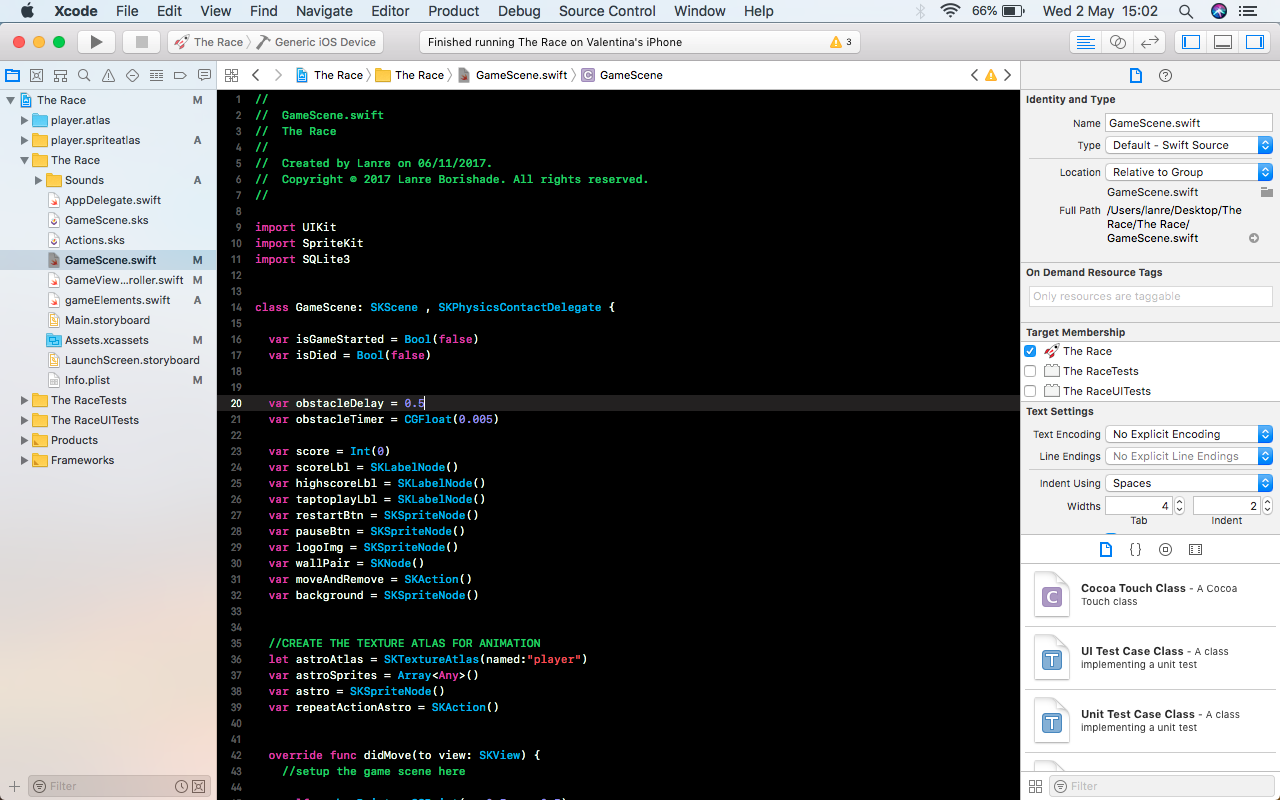 Xcode File Edit View Find Navigate Editor Product Debug Source Control Window Help 66% Wed 2 May 15:02
The Race Generic iOS Device Finished running The Race on Valentina's iPhone 3
The Race The Race GameScene.swift C GameScene
The Race M
player.atlas
player.spriteatlas A
The Race
Sounds A
AppDelegate.swift
GameScene.sks
Actions.sks
GameScene.swift M
GameView...roller.swift M
gameElements.swift A
Main.storyboard
Assets.xcassets M
LaunchScreen.storyboard
Info.plist M
The RaceTests
The RaceUITests
Products
Frameworks
Filter
1 //
2 // GameScene.swift
3 // The Race
4 //
5 // Created by Lanre on 06/11/2017.
6 // Copyright © 2017 Lanre Borishade. All rights reserved.
7 //
8
9 import UIKit
10 import SpriteKit
11 import SQLite3
12
13
14 class GameScene: SKScene , SKPhysicsContactDelegate {
15
16 var isGameStarted = Bool(false)
17 var isDied = Bool(false)
18
19
20 var obstacleDelay = 0.5
21 var obstacleTimer = CGFloat(0.005)
22
23 var score = Int(0)
24 var scoreLbl = SKLabelNode()
25 var highscoreLbl = SKLabelNode()
26 var taptoplayLbl = SKLabelNode()
27 var restartBtn = SKSpriteNode()
28 var pauseBtn = SKSpriteNode()
29 var logoImg = SKSpriteNode()
30 var wallPair = SKNode()
31 var moveAndRemove = SKAction()
32 var background = SKSpriteNode()
33
34
35 //CREATE THE TEXTURE ATLAS FOR ANIMATION
36 let astroAtlas = SKTextureAtlas(named:"player")
37 var astroSprites = Array<Any>()
38 var astro = SKSpriteNode()
39 var repeatActionAstro = SKAction()
40
41
42 override func didMove(to view: SKView) {
43 //setup the game scene here
44
Identity and Type
Name GameScene.swift
Type Default - Swift Source
Location Relative to Group
GameScene.swift
Full Path /Users/lanre/Desktop/The
Race/The Race/
GameScene.swift
On Demand Resource Tags
Only resources are taggable
Target Membership
The Race
The RaceTests
The RaceUITests
Text Settings
Text Encoding No Explicit Encoding
Line Endings No Explicit Line Endings
Indent Using Spaces
Widths 4 2
Tab Indent
{}
C Cocoa Touch Class - A Cocoa
Touch class
T UI Test Case Class - A class
implementing a unit test
T Unit Test Case Class - A class
implementing a unit test
Filter